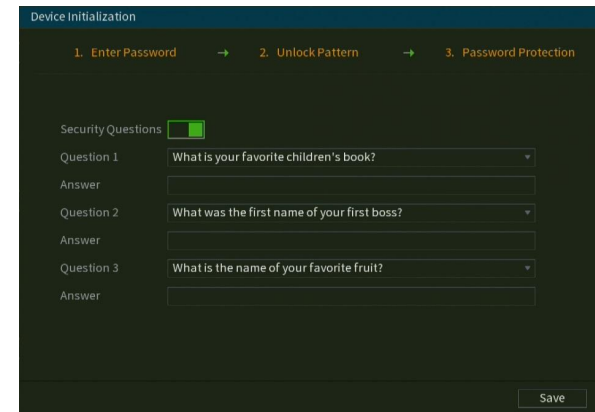 Device Initialization
1. Enter Password → 2. Unlock Pattern → 3. Password Protection
Security Questions
Question 1 What is your favorite children's book?
Answer
Question 2 What was the first name of your first boss?
Answer
Question 3 What is the name of your favorite fruit?
Answer
Save